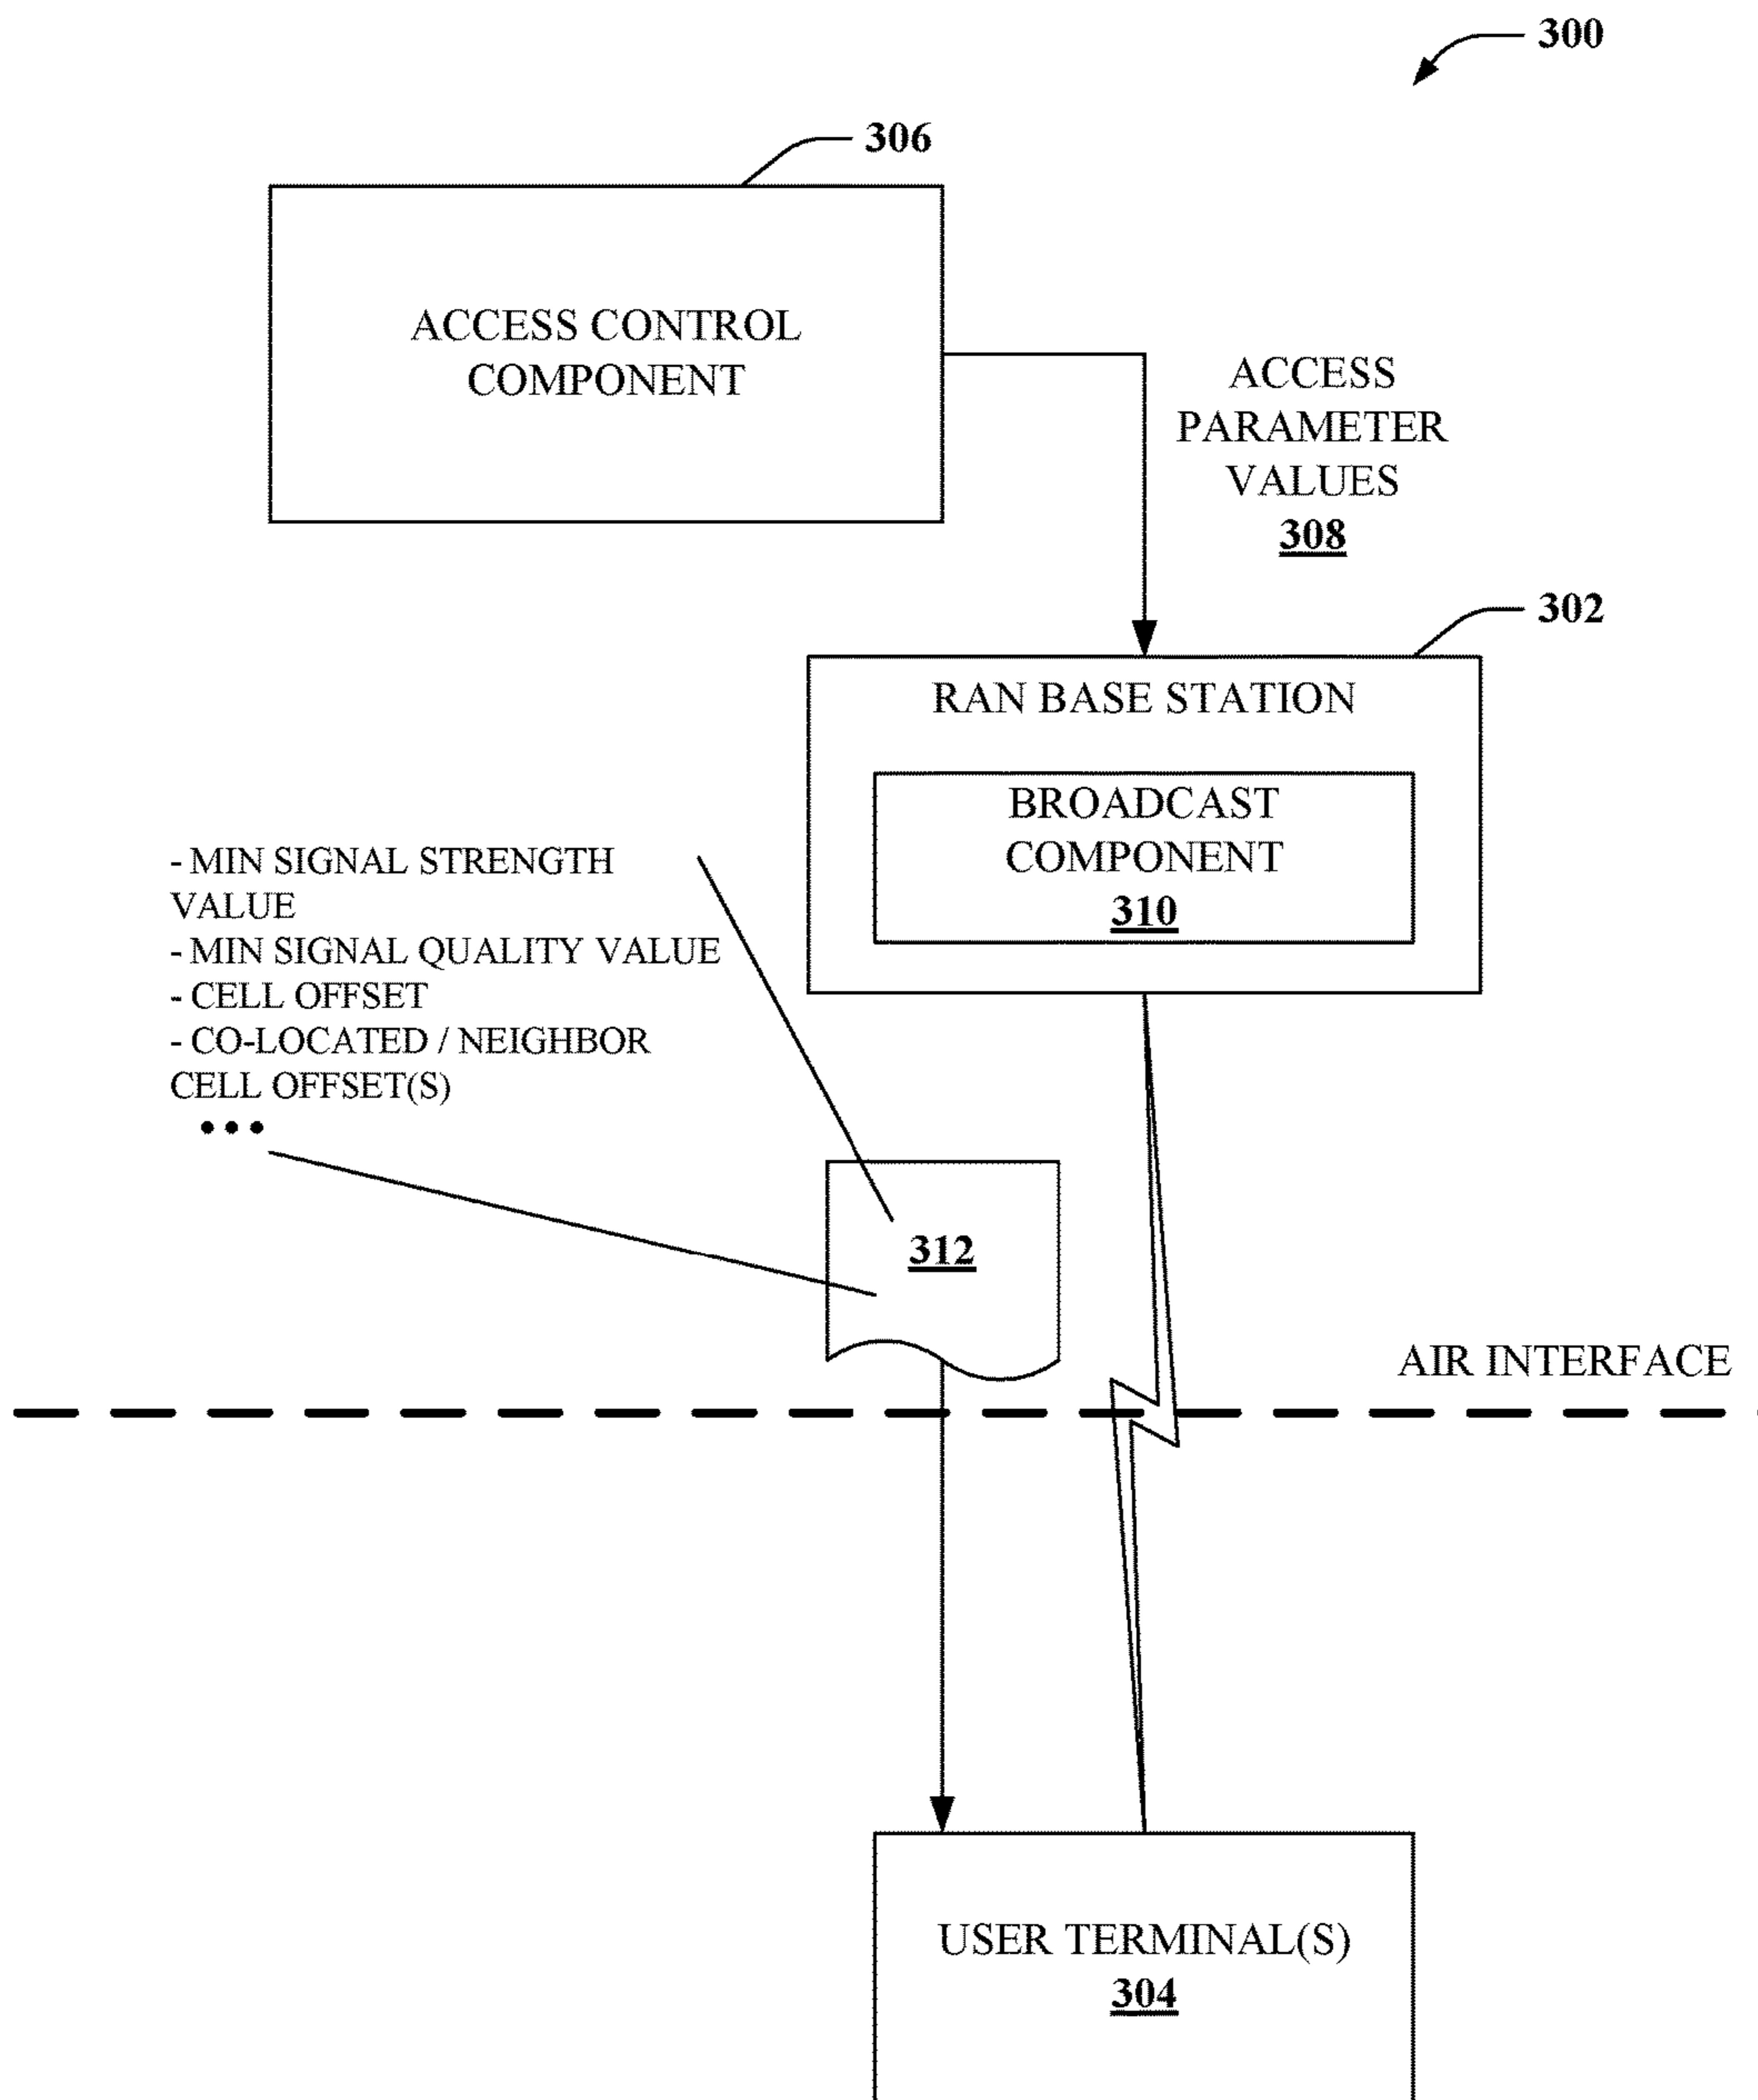 300
306
ACCESS CONTROL
COMPONENT
ACCESS
PARAMETER
VALUES
308
302
RAN BASE STATION
BROADCAST
COMPONENT
310
- MIN SIGNAL STRENGTH
VALUE
- MIN SIGNAL QUALITY VALUE
- CELL OFFSET
- CO-LOCATED / NEIGHBOR
CELL OFFSET(S)
•••
312
AIR INTERFACE
USER TERMINAL(S)
304